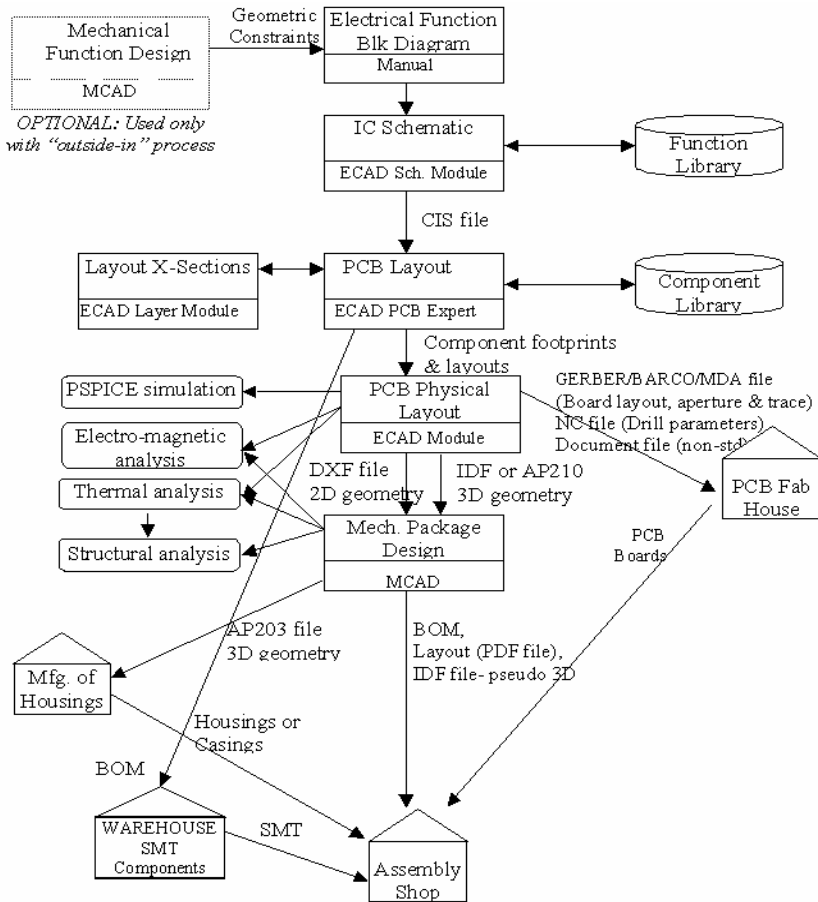 Mechanical
Function Design
MCAD
OPTIONAL: Used only
with “outside-in” process
Geometric
Constraints
Electrical Function
Blk Diagram
Manual
IC Schematic
ECAD Sch. Module
Function
Library
CIS file
Layout X-Sections
ECAD Layer Module
PCB Layout
ECAD PCB Expert
Component
Library
Component footprints
& layouts
PSPICE simulation
PCB Physical
Layout
ECAD Module
GERBER/BARCO/MDA file
(Board layout, aperture & trace)
NC file (Drill parameters)
Document file (non-std)
Electro-magnetic
analysis
Thermal analysis
Structural analysis
DXF file
2D geometry
IDF or AP210
3D geometry
PCB Fab
House
Mech. Package
Design
MCAD
PCB
Boards
AP203 file
3D geometry
BOM,
Layout (PDF file),
IDF file- pseudo 3D
Mfg. of
Housings
Housings or
Casings
BOM
WAREHOUSE
SMT
Components
SMT
Assembly
Shop